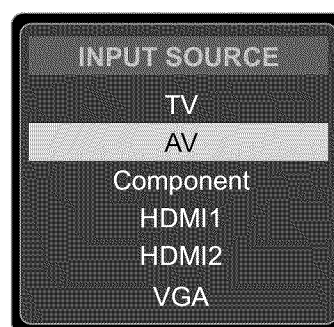 INPUT SOURCE
TV
AV
Component
HDMI1
HDMI2
VGA